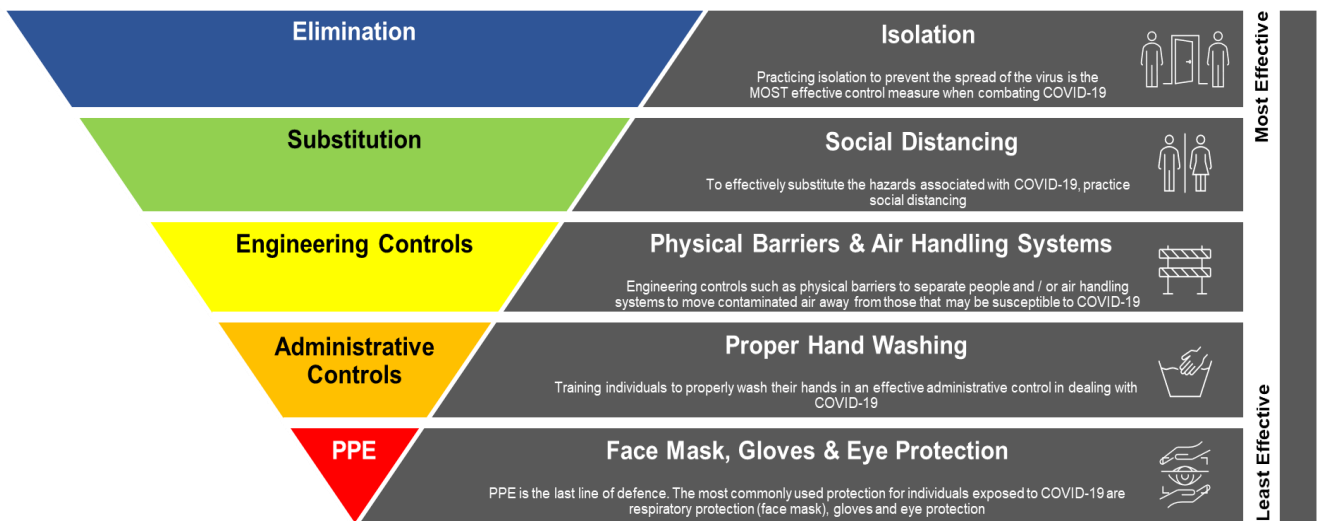 Elimination
Isolation
Practicing isolation to prevent the spread of the virus is the
MOST effective control measure when combating COVID-19
Most Effective
Substitution
Social Distancing
To effectively substitute the hazards associated with COVID-19, practice
social distancing
Engineering Controls
Physical Barriers & Air Handling Systems
Engineering controls such as physical barriers to separate people and / or air handling
systems to move contaminated air away from those that may be susceptible to COVID-19
Administrative
Controls
Proper Hand Washing
Training individuals to properly wash their hands in an effective administrative control in dealing with
COVID-19
Least Effective
PPE
Face Mask, Gloves & Eye Protection
PPE is the last line of defence. The most commonly used protection for individuals exposed to COVID-19 are
respiratory protection (face mask), gloves and eye protection